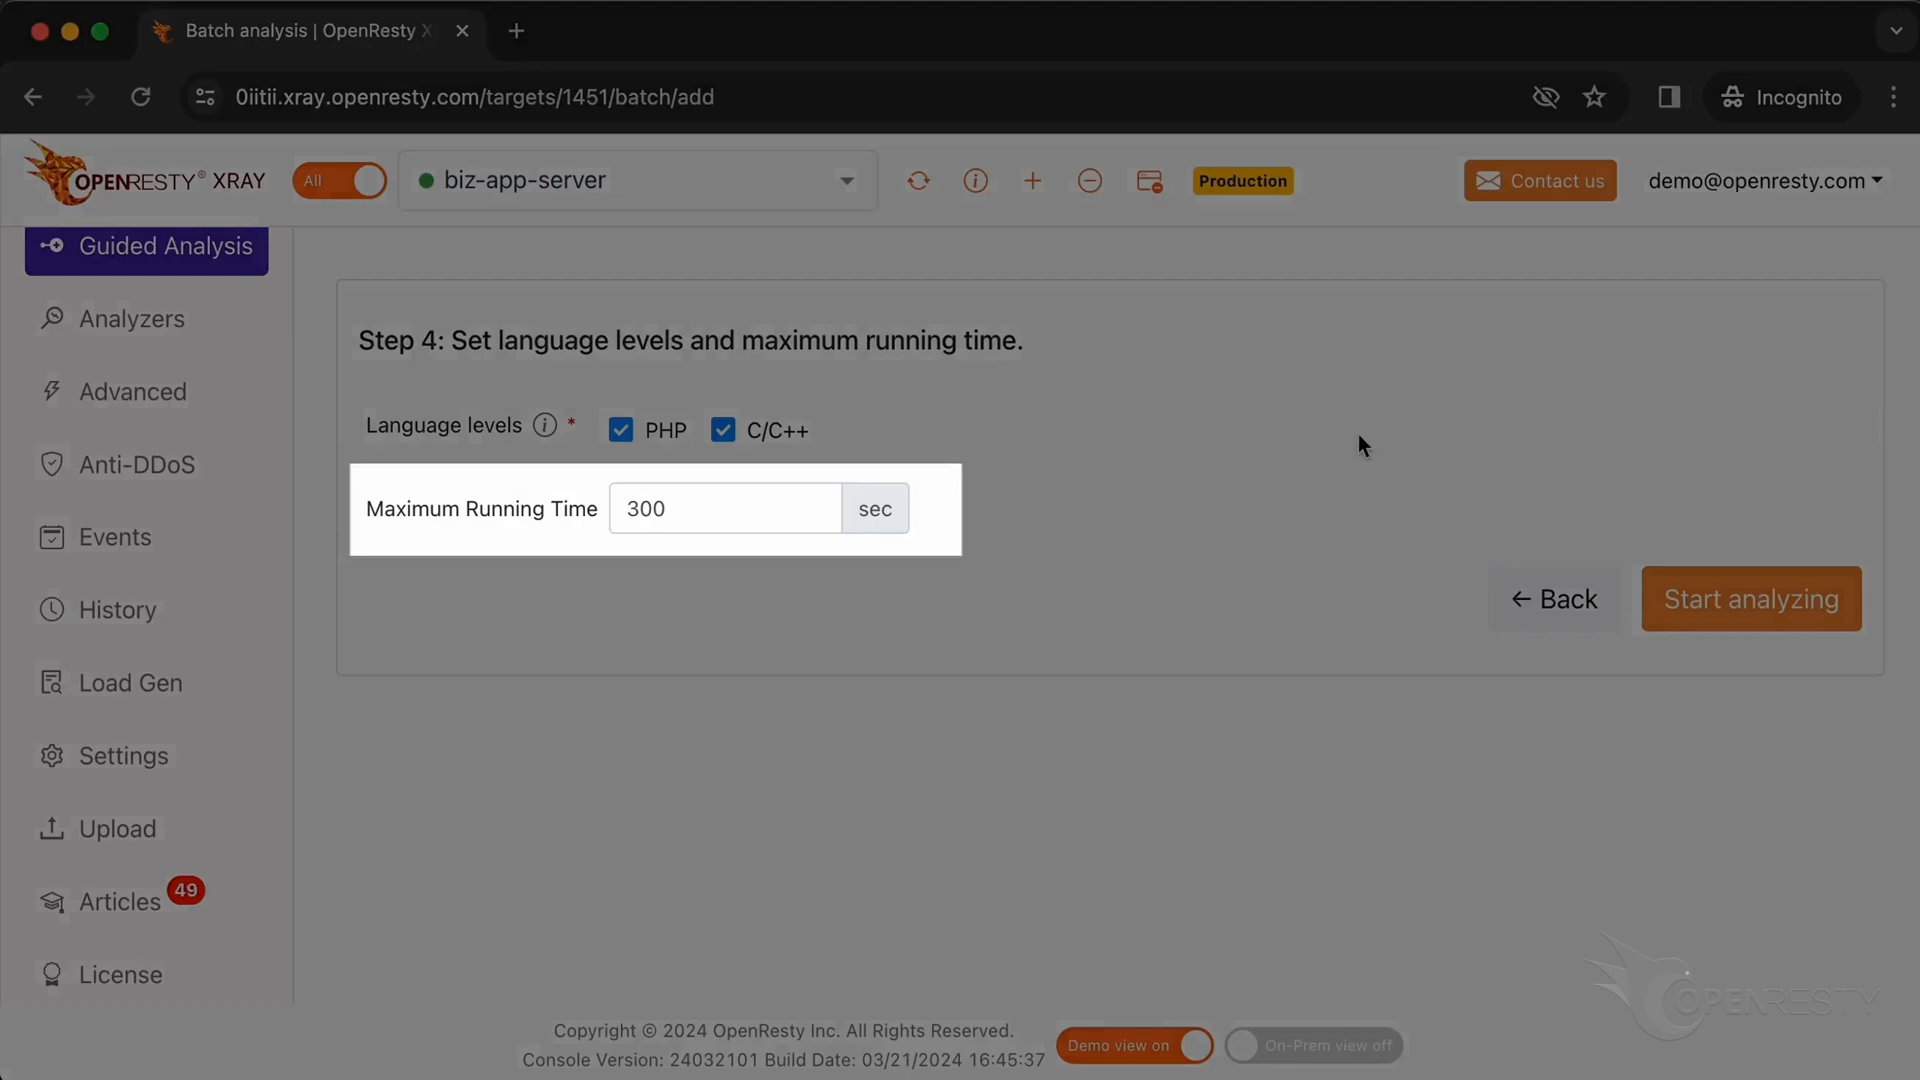 Batch analysis | OpenResty X
0iitii.xray.openresty.com/targets/1451/batch/add
Incognito
OPENRESTY® XRAY
All
biz-app-server
Production
Contact us
demo@openresty.com
Guided Analysis
Analyzers
Advanced
Anti-DDoS
Events
History
Load Gen
Settings
Upload
Articles 49
License
Step 4: Set language levels and maximum running time.
Language levels * PHP C/C++
Maximum Running Time 300 sec
← Back
Start analyzing
OPENRESTY
Copyright © 2024 OpenResty Inc. All Rights Reserved.
Console Version: 24032101 Build Date: 03/21/2024 16:45:37
Demo view on
On-Prem view off